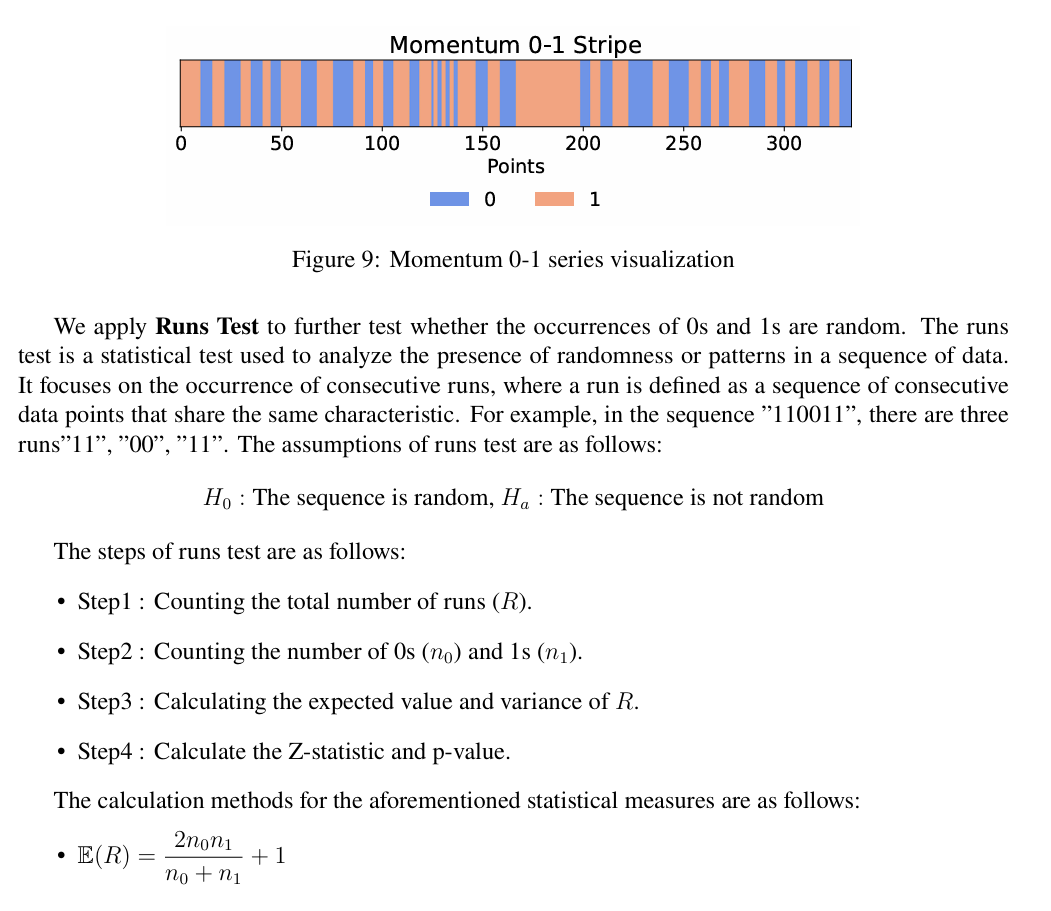 Momentum 0-1 Stripe
0 50 100 150 200 250 300
Points
0 1
Figure 9: Momentum 0-1 series visualization
We apply Runs Test to further test whether the occurrences of 0s and 1s are random. The runs
test is a statistical test used to analyze the presence of randomness or patterns in a sequence of data.
It focuses on the occurrence of consecutive runs, where a run is defined as a sequence of consecutive
data points that share the same characteristic. For example, in the sequence ”110011”, there are three
runs”11”, ”00”, ”11”. The assumptions of runs test are as follows:
H₀ : The sequence is random, Hₐ : The sequence is not random
The steps of runs test are as follows:
• Step1 : Counting the total number of runs (R).
• Step2 : Counting the number of 0s (n₀) and 1s (n₁).
• Step3 : Calculating the expected value and variance of R.
• Step4 : Calculate the Z-statistic and p-value.
The calculation methods for the aforementioned statistical measures are as follows:
• 𝔼(R) = 2n₀n₁ / (n₀ + n₁) + 1